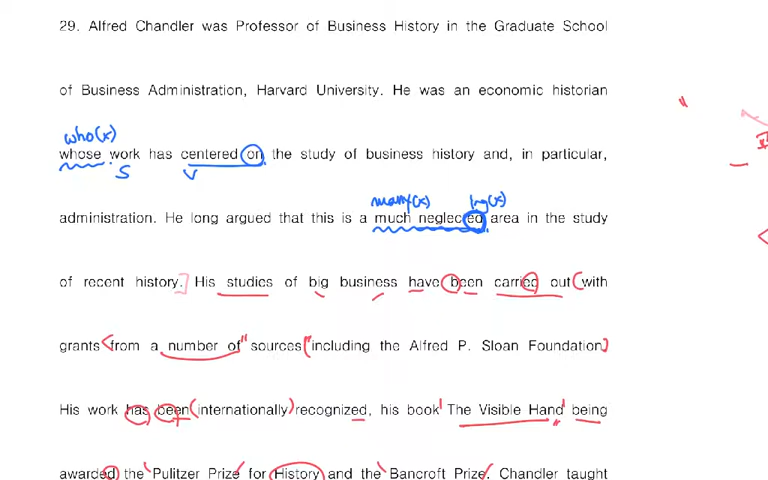 29. Alfred Chandler was Professor of Business History in the Graduate School
of Business Administration, Harvard University. He was an economic historian
who(x)
whose work has centered on the study of business history and, in particular,
S V
many(x) ing(x)
administration. He long argued that this is a much neglected area in the study
of recent history. His studies of big business have been carried out with
grants from a number of sources including the Alfred P. Sloan Foundation
His work has been internationally recognized, his book The Visible Hand being
awarded the Pulitzer Prize for History and the Bancroft Prize. Chandler taught